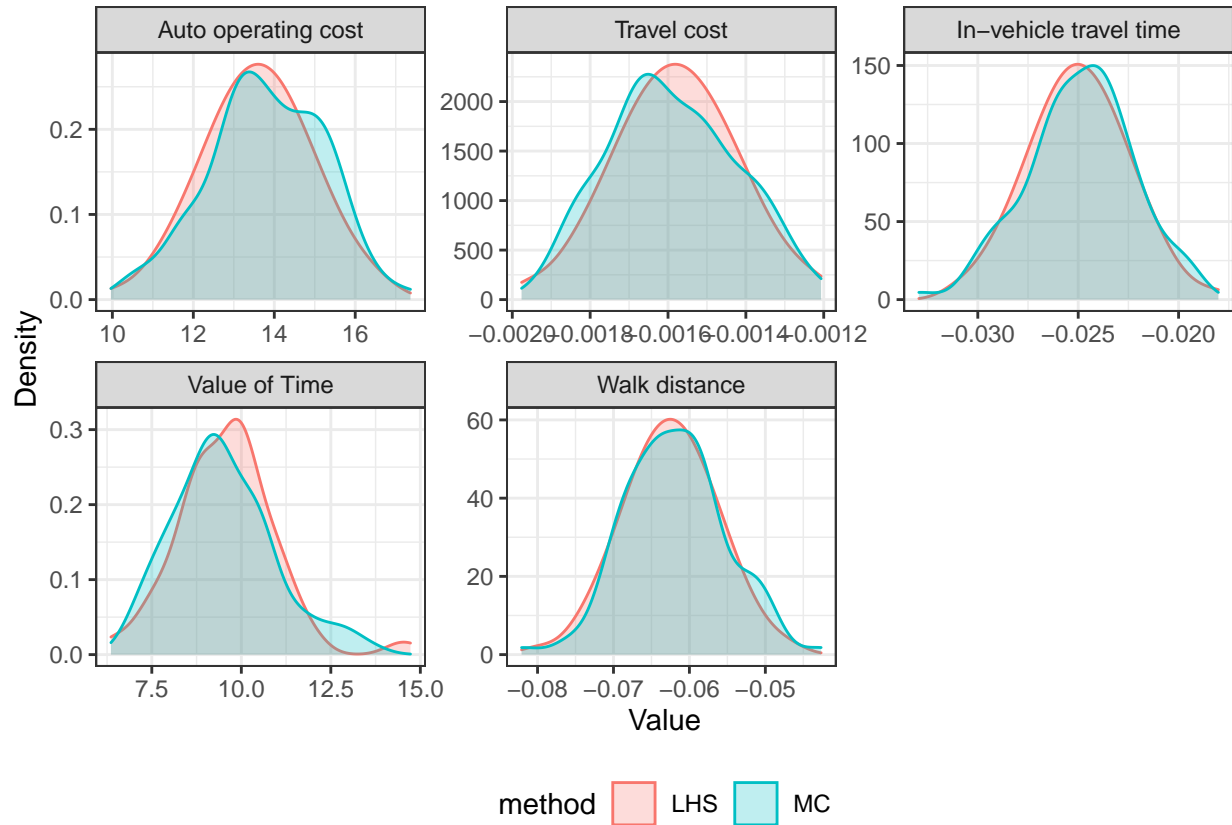 Auto operating cost
Travel cost
In−vehicle travel time
0.2
0.1
0.0
10 12 14 16
2000
1500
1000
500
0
−0.0020 −0.0018 −0.0016 −0.0014 −0.0012
150
100
50
0
−0.030 −0.025 −0.020
Density
Value of Time
Walk distance
0.3
0.2
0.1
0.0
7.5 10.0 12.5 15.0
60
40
20
0
−0.08 −0.07 −0.06 −0.05
Value
method LHS MC